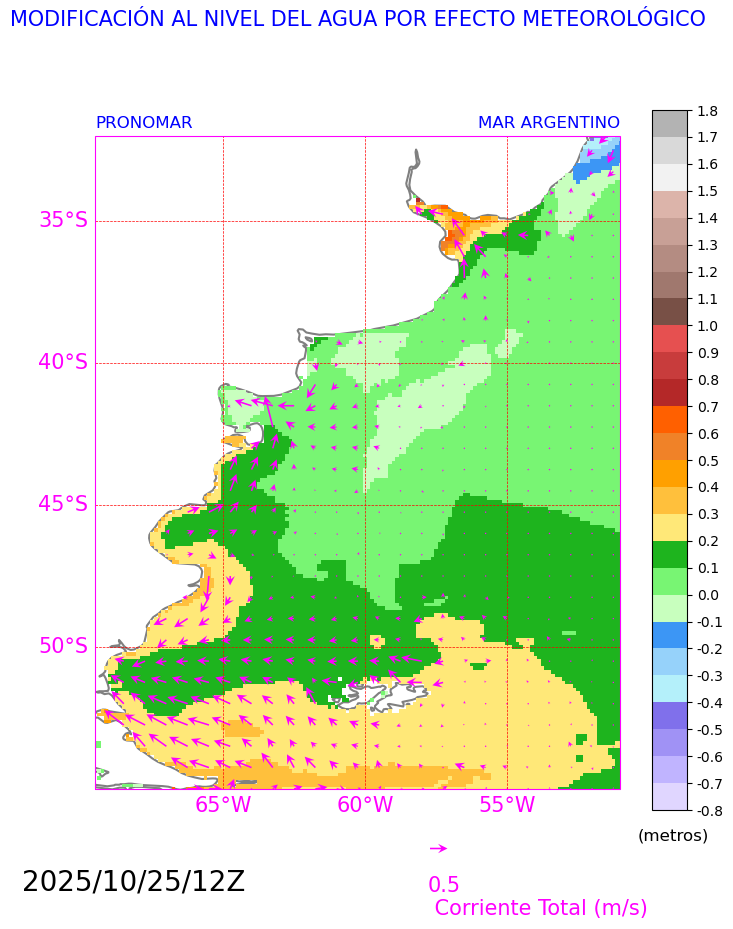 MODIFICACIÓN AL NIVEL DEL AGUA POR EFECTO METEOROLÓGICO
PRONOMAR
MAR ARGENTINO
35°S
40°S
45°S
50°S
65°W
60°W
55°W
1.8
1.7
1.6
1.5
1.4
1.3
1.2
1.1
1.0
0.9
0.8
0.7
0.6
0.5
0.4
0.3
0.2
0.1
0.0
-0.1
-0.2
-0.3
-0.4
-0.5
-0.6
-0.7
-0.8
(metros)
2025/10/25/12Z
0.5
Corriente Total (m/s)